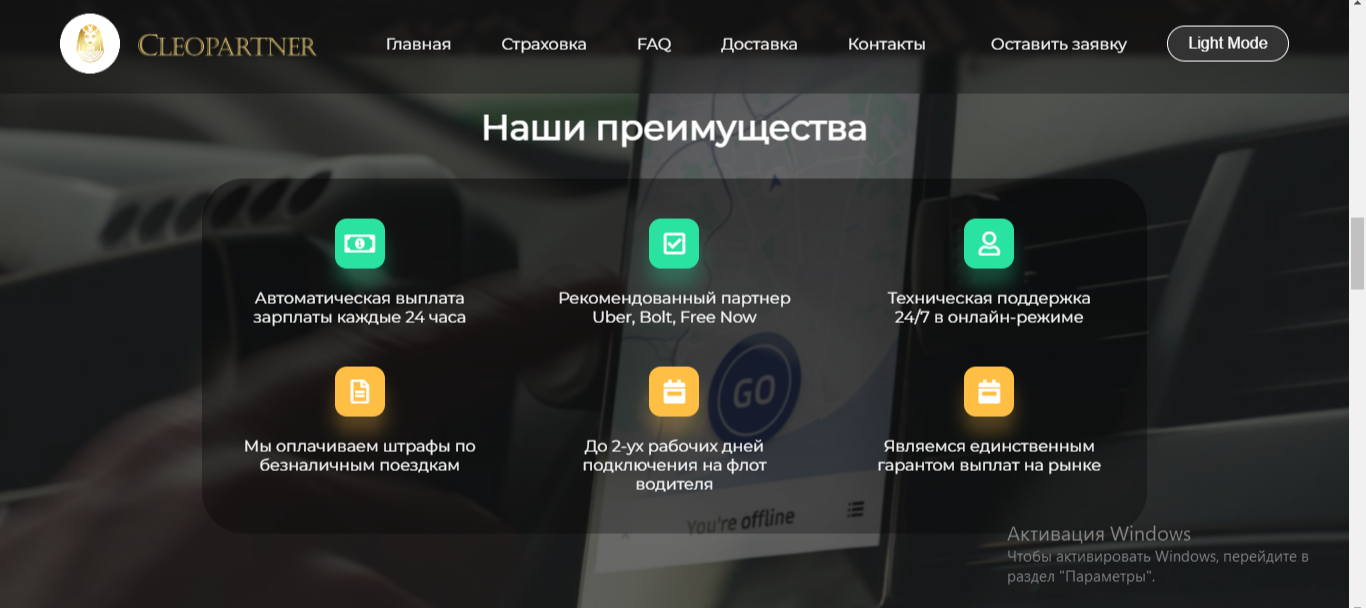 CLEOPARTNER
Главная Страховка FAQ Доставка Контакты Оставить заявку Light Mode
Наши преимущества
Автоматическая выплата
зарплаты каждые 24 часа
Рекомендованный партнер
Uber, Bolt, Free Now
Техническая поддержка
24/7 в онлайн-режиме
GO
Мы оплачиваем штрафы по
безналичным поездкам
До 2-ух рабочих дней
подключения на флот
водителя
Являемся единственным
гарантом выплат на рынке
You're offline
Активация Windows
Чтобы активировать Windows, перейдите в
раздел "Параметры".